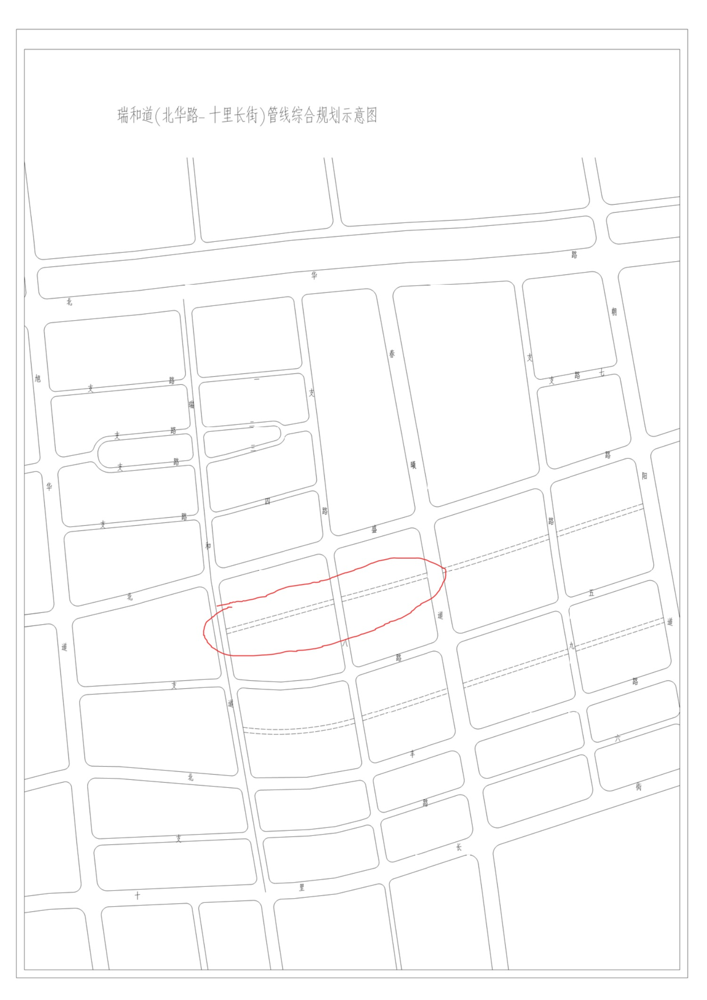 瑞和道(北华路-十里长街)管线综合规划示意图
路
华
北
朝
春
支
七
路
支
旭
路
一
支
支
瑞
二
路
支
三
路
支
路
曦
阳
华
四
路
路
支
路
盛
和
北
五
道
道
道
八
九
路
支
路
道
六
丰
北
街
路
支
长
里
十